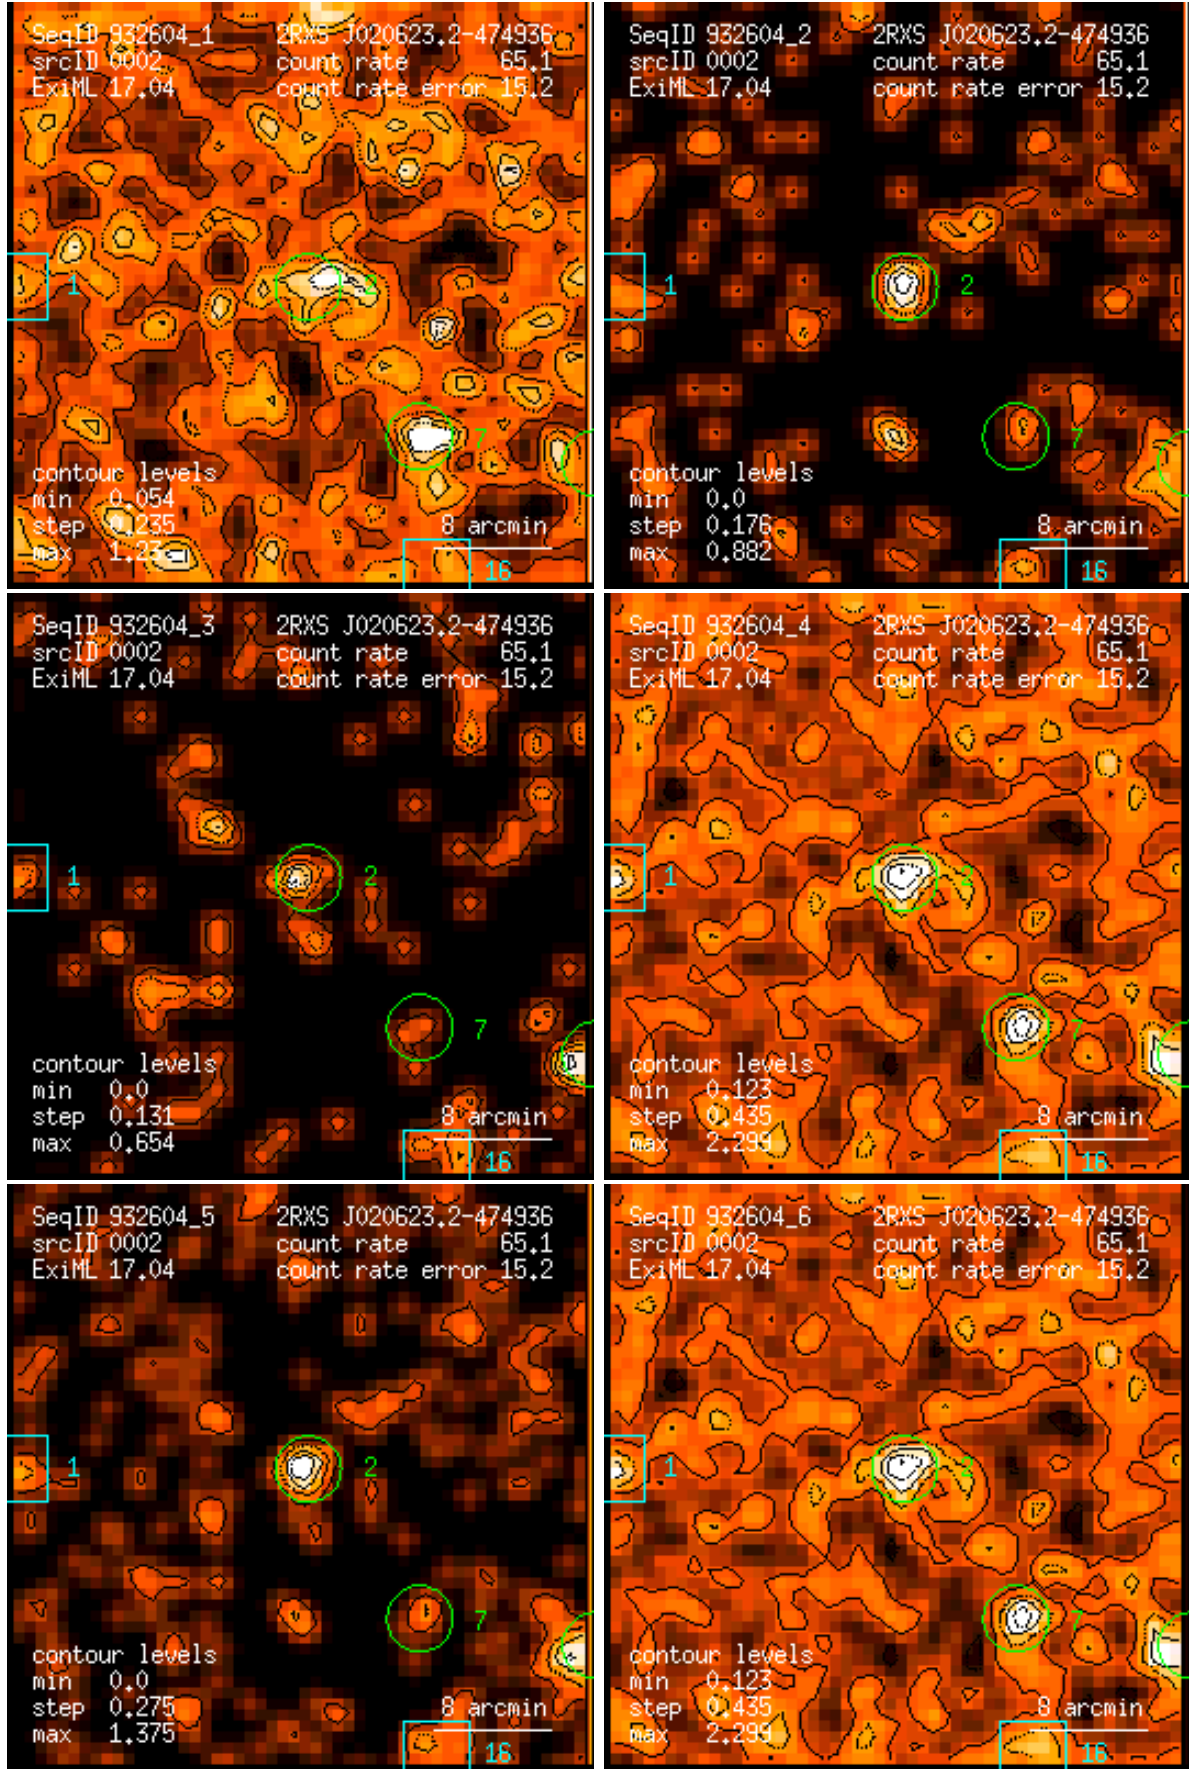 SeqID 932604_1 2RXS J020623.2-474936
srcID 0002 count rate 65.1
ExiML 17.04 count rate error 15.2
1
2
7
contour levels
min 0.054
step 0.235
max 1.23
8 arcmin
16
SeqID 932604_2 2RXS J020623.2-474936
srcID 0002 count rate 65.1
ExiML 17.04 count rate error 15.2
1
2
7
contour levels
min 0.0
step 0.176
max 0.882
8 arcmin
16
SeqID 932604_3 2RXS J020623.2-474936
srcID 0002 count rate 65.1
ExiML 17.04 count rate error 15.2
1
2
7
contour levels
min 0.0
step 0.131
max 0.654
8 arcmin
16
SeqID 932604_4 2RXS J020623.2-474936
srcID 0002 count rate 65.1
ExiML 17.04 count rate error 15.2
1
2
7
contour levels
min 0.123
step 0.435
max 2.299
8 arcmin
16
SeqID 932604_5 2RXS J020623.2-474936
srcID 0002 count rate 65.1
ExiML 17.04 count rate error 15.2
1
2
7
contour levels
min 0.0
step 0.275
max 1.375
8 arcmin
16
SeqID 932604_6 2RXS J020623.2-474936
srcID 0002 count rate 65.1
ExiML 17.04 count rate error 15.2
1
2
7
contour levels
min 0.123
step 0.435
max 2.299
8 arcmin
16